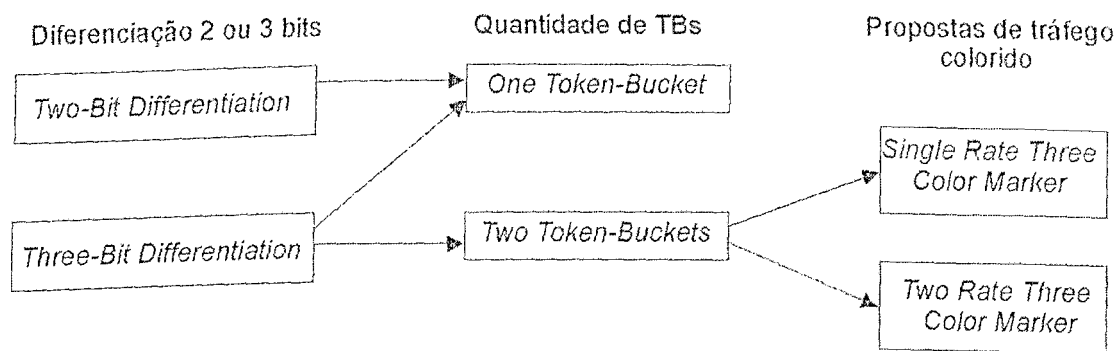 Diferenciação 2 ou 3 bits
Quantidade de TBs
Propostas de tráfego
colorido
Two-Bit Differentiation
One Token-Bucket
Single Rate Three
Color Marker
Three-Bit Differentiation
Two Token-Buckets
Two Rate Three
Color Marker